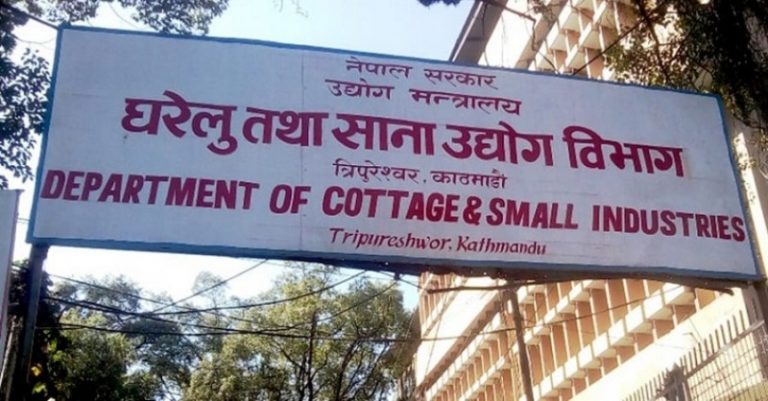 नेपाल सरकार
उद्योग मन्त्रालय
घरेलु तथा साना उद्योग विभाग
त्रिपुरेश्वर, काठमाडौं
DEPARTMENT OF COTTAGE & SMALL INDUSTRIES
Tripureshwor, Kathmandu